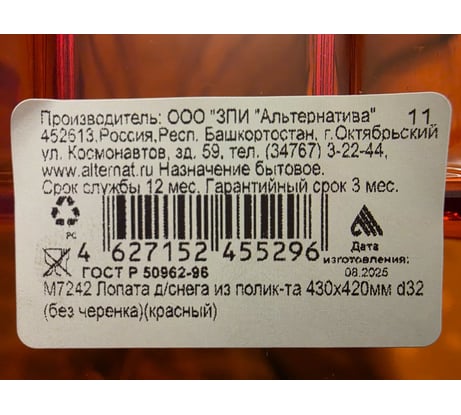 Производитель: ООО "ЗПИ "Альтернатива" 11
452613,Россия,Респ. Башкортостан, г.Октябрьский
ул. Космонавтов, зд. 59, тел. (34767) 3-22-44,
www.alternat.ru Назначение бытовое.
Срок службы 12 мес. Гарантийный срок 3 мес.
PC
4 627152 455296
Дата
изготовления:
08.2025
ГОСТ Р 50962-96
М7242 Лопата д/снега из полик-та 430х420мм d32
(без черенка)(красный)